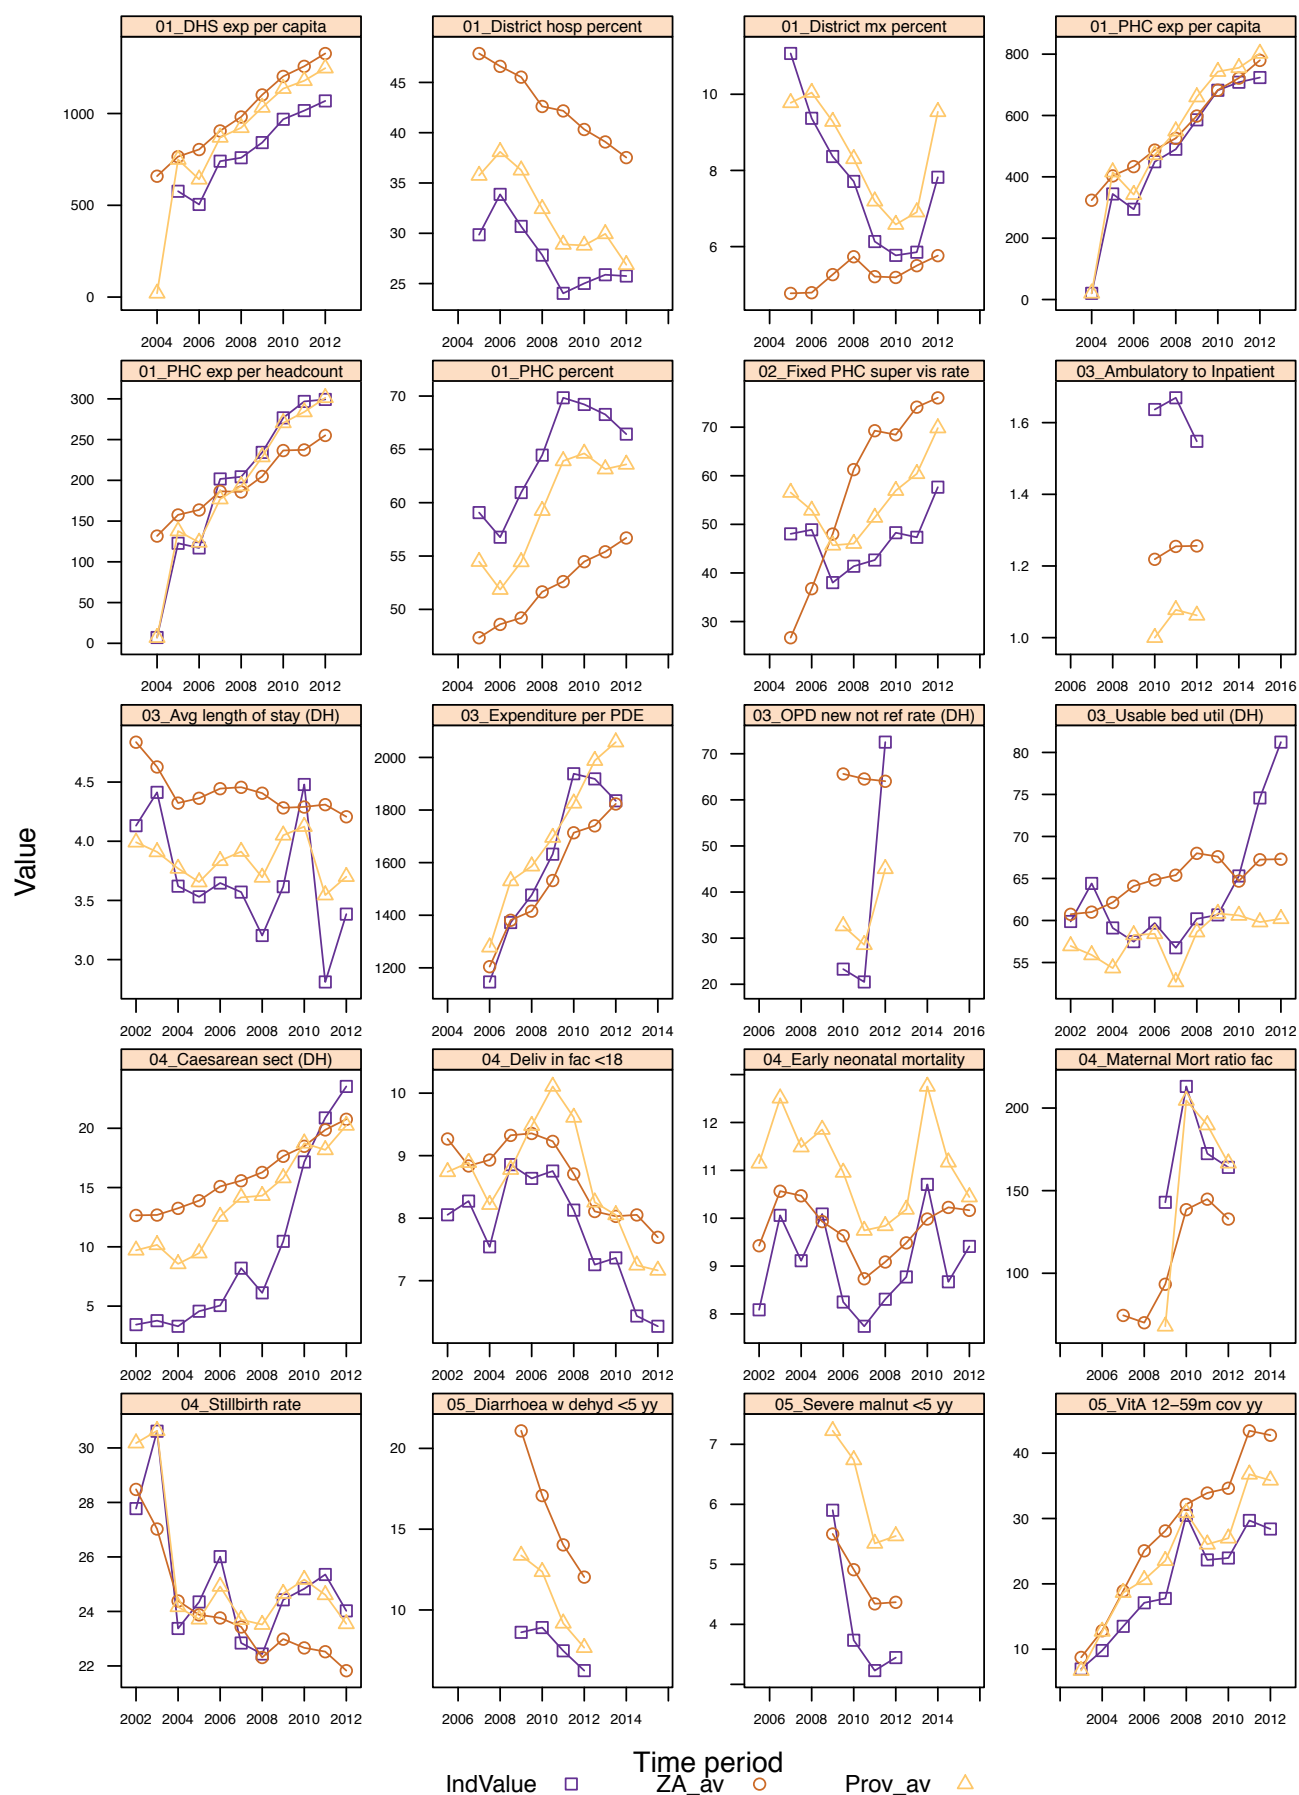 01_DHS exp per capita 01_District hosp percent 01_District mx percent 01_PHC exp per capita
0 500 1000
25 30 35 40 45
6 8 10
0 200 400 600 800
2004 2006 2008 2010 2012 2004 2006 2008 2010 2012 2004 2006 2008 2010 2012 2004 2006 2008 2010 2012
01_PHC exp per headcount 01_PHC percent 02_Fixed PHC super vis rate 03_Ambulatory to Inpatient
0 50 100 150 200 250 300
50 55 60 65 70
30 40 50 60 70
1.0 1.2 1.4 1.6
2004 2006 2008 2010 2012 2004 2006 2008 2010 2012 2004 2006 2008 2010 2012 2006 2008 2010 2012 2014 2016
03_Avg length of stay (DH) 03_Expenditure per PDE 03_OPD new not ref rate (DH) 03_Usable bed util (DH)
3.0 3.5 4.0 4.5
1200 1400 1600 1800 2000
20 30 40 50 60 70
55 60 65 70 75 80
2002 2004 2006 2008 2010 2012 2004 2006 2008 2010 2012 2014 2006 2008 2010 2012 2014 2016 2002 2004 2006 2008 2010 2012
04_Caesarean sect (DH) 04_Deliv in fac <18 04_Early neonatal mortality 04_Maternal Mort ratio fac
5 10 15 20
7 8 9 10
8 9 10 11 12
100 150 200
2002 2004 2006 2008 2010 2012 2002 2004 2006 2008 2010 2012 2002 2004 2006 2008 2010 2012 2006 2008 2010 2012 2014
04_Stillbirth rate 05_Diarrhoea w dehyd <5 yy 05_Severe malnut <5 yy 05_VitA 12−59m cov yy
22 24 26 28 30
10 15 20
4 5 6 7
10 20 30 40
2002 2004 2006 2008 2010 2012 2006 2008 2010 2012 2014 2006 2008 2010 2012 2014 2004 2006 2008 2010 2012
Value
Time period
IndValue ZA_av Prov_av